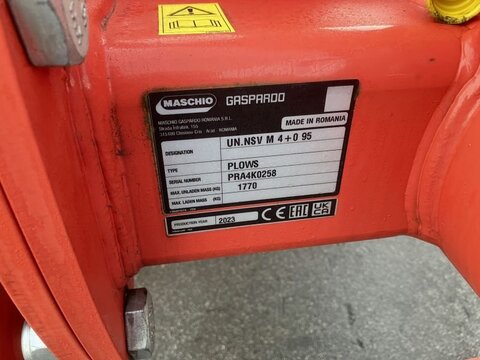 MASCHIO GASPARDO
MASCHIO GASPARDO ROMANIA S.R.L.
MADE IN ROMANIA
DESIGNATION UN.NSV M 4+0 95
TYPE PLOWS
SERIAL NUMBER PRA4K0258
MAX. UNLADEN MASS (KG) 1770
MAX. LADEN MASS (KG)
PRODUCTION YEAR 2023 CE EAC UK CA